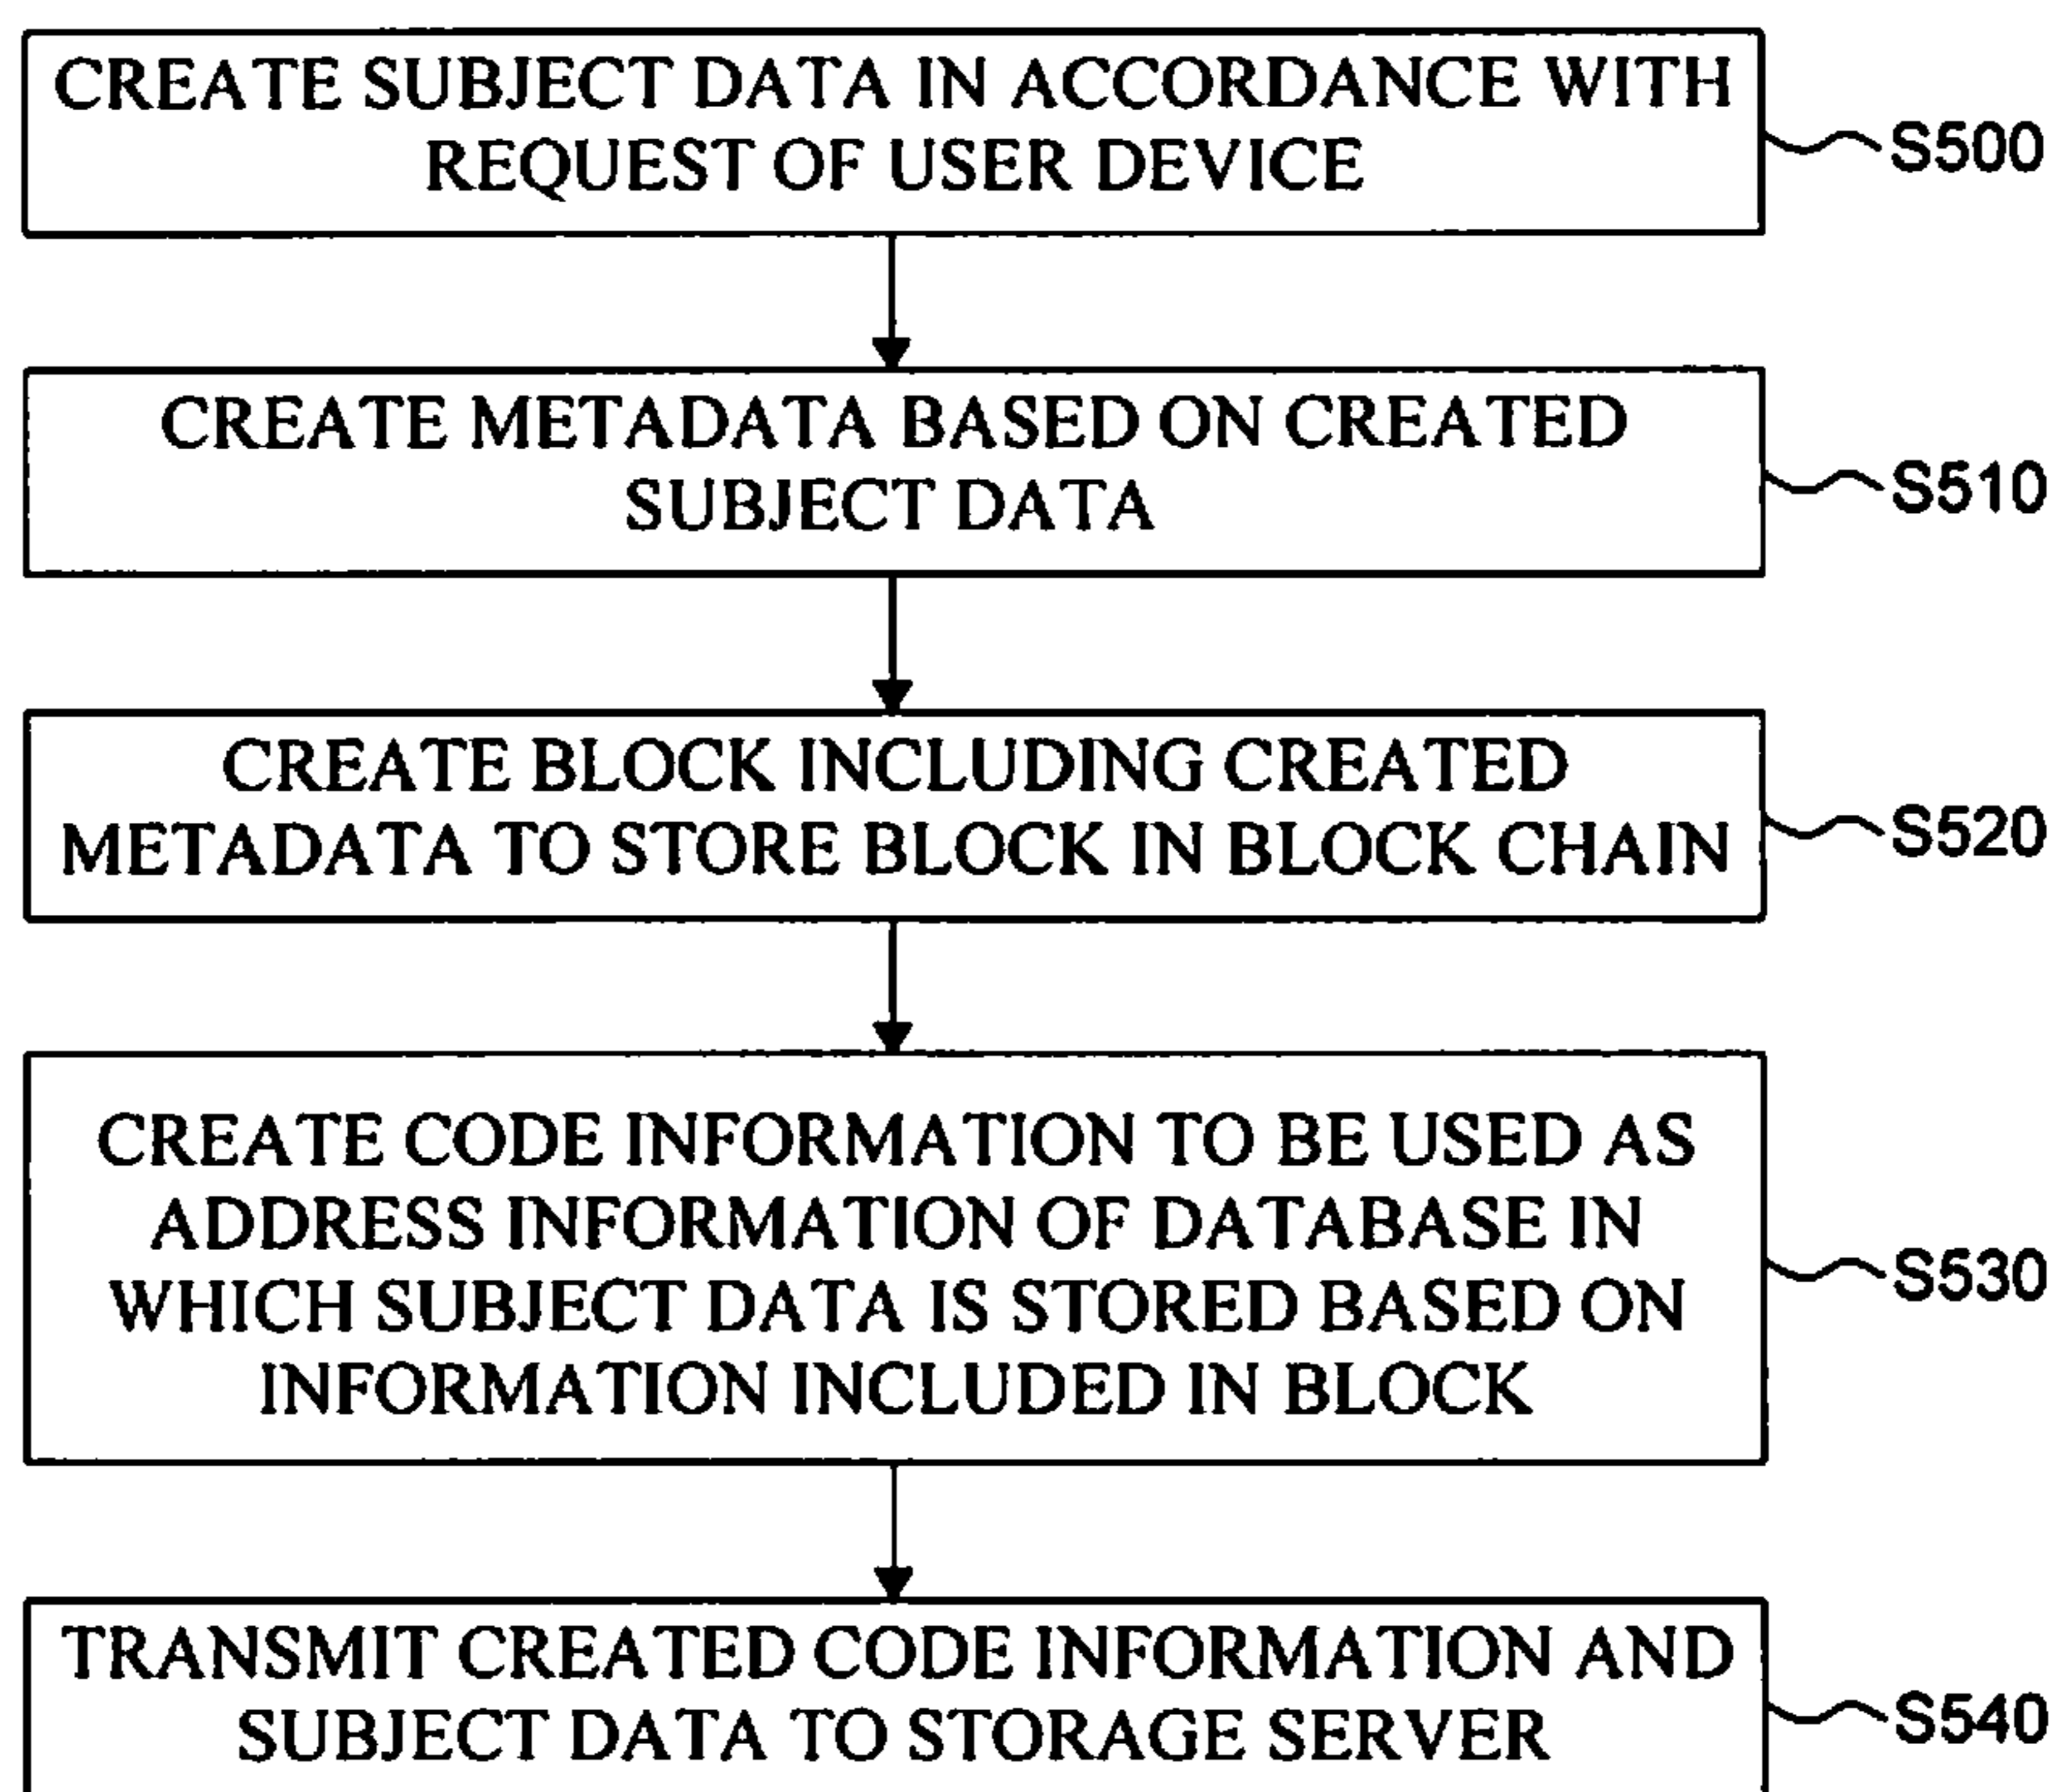 CREATE SUBJECT DATA IN ACCORDANCE WITH
REQUEST OF USER DEVICE
S500
CREATE METADATA BASED ON CREATED
SUBJECT DATA
S510
CREATE BLOCK INCLUDING CREATED
METADATA TO STORE BLOCK IN BLOCK CHAIN
S520
CREATE CODE INFORMATION TO BE USED AS
ADDRESS INFORMATION OF DATABASE IN
WHICH SUBJECT DATA IS STORED BASED ON
INFORMATION INCLUDED IN BLOCK
S530
TRANSMIT CREATED CODE INFORMATION AND
SUBJECT DATA TO STORAGE SERVER
S540